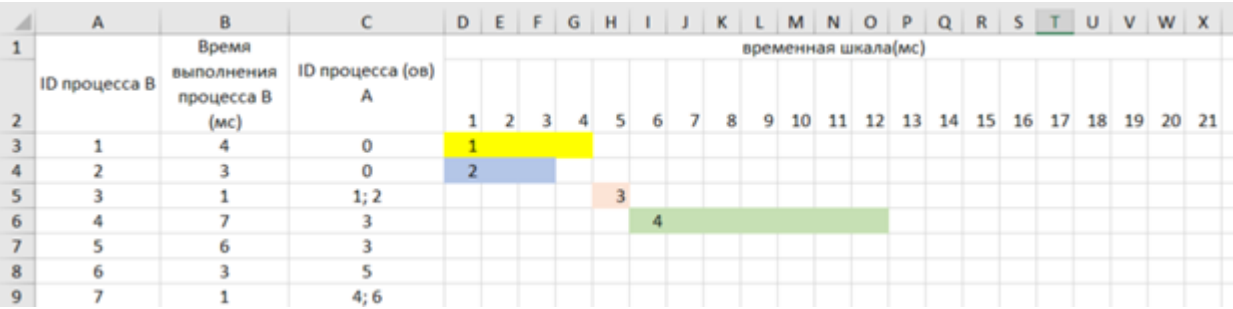 A B C D E F G H I J K L M N O P Q R S T U V W X
1 ID процесса B Время выполнения процесса B (мс) ID процесса (ов) A временная шкала(мс)
2 1 2 3 4 5 6 7 8 9 10 11 12 13 14 15 16 17 18 19 20 21
3 1 4 0 1
4 2 3 0 2
5 3 1 1; 2 3
6 4 7 3 4
7 5 6 3
8 6 3 5
9 7 1 4; 6